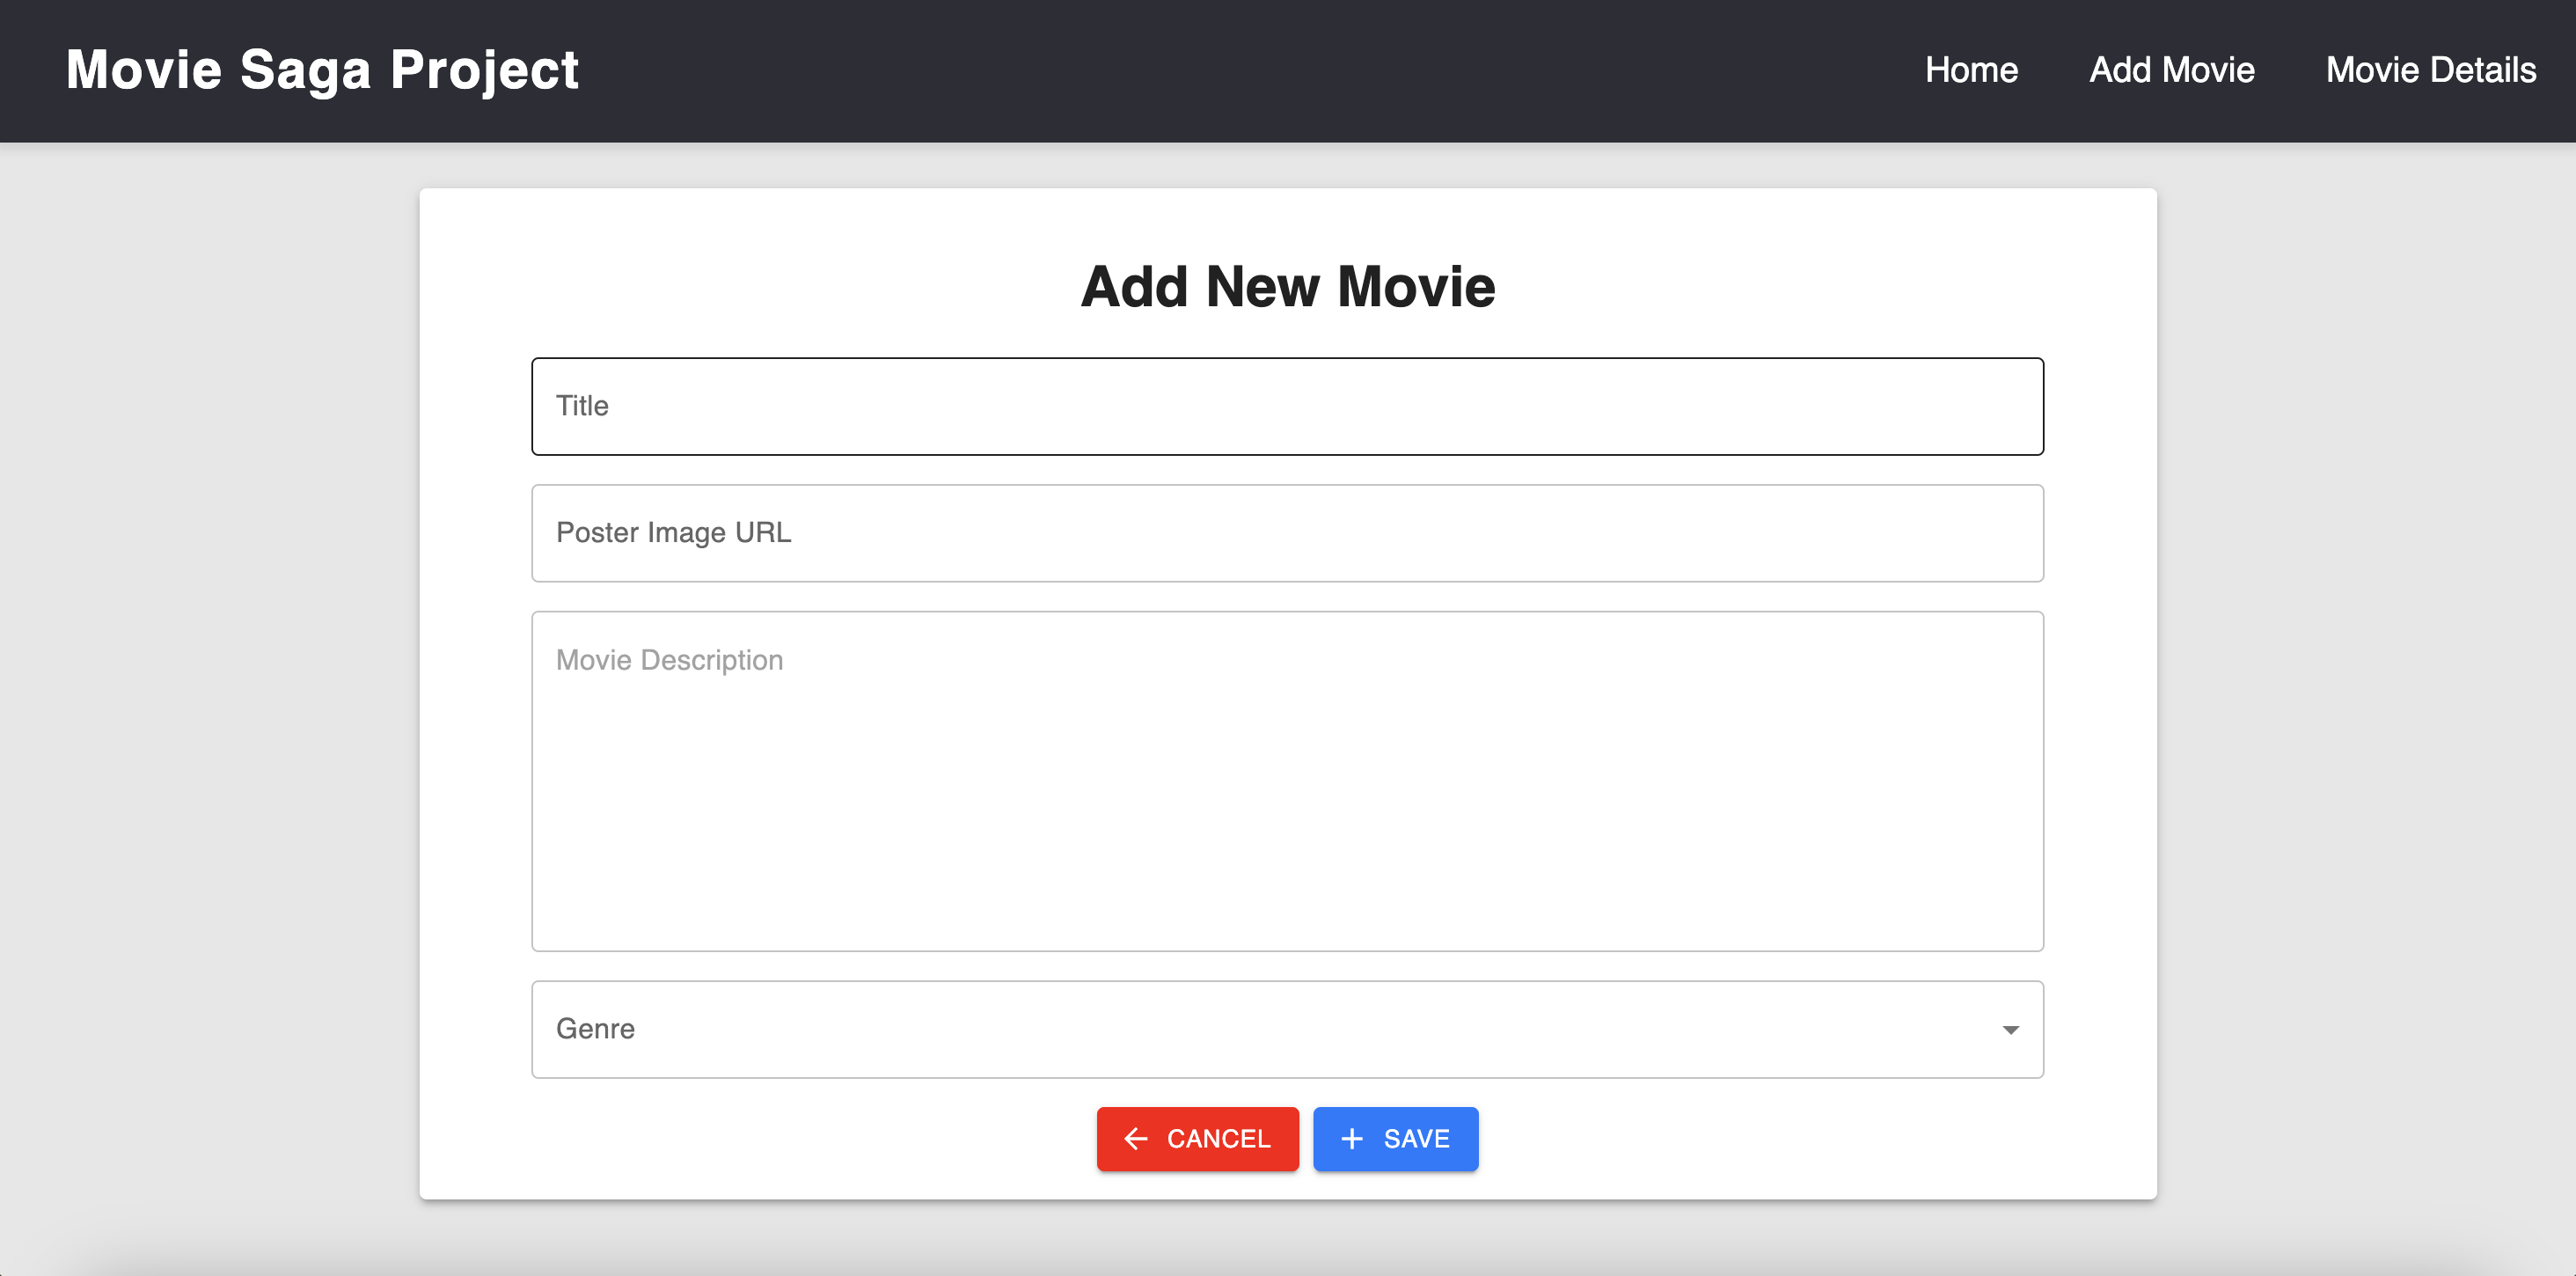 Movie Saga Project
Home Add Movie Movie Details
Add New Movie
Title
Poster Image URL
Movie Description
Genre
CANCEL
SAVE